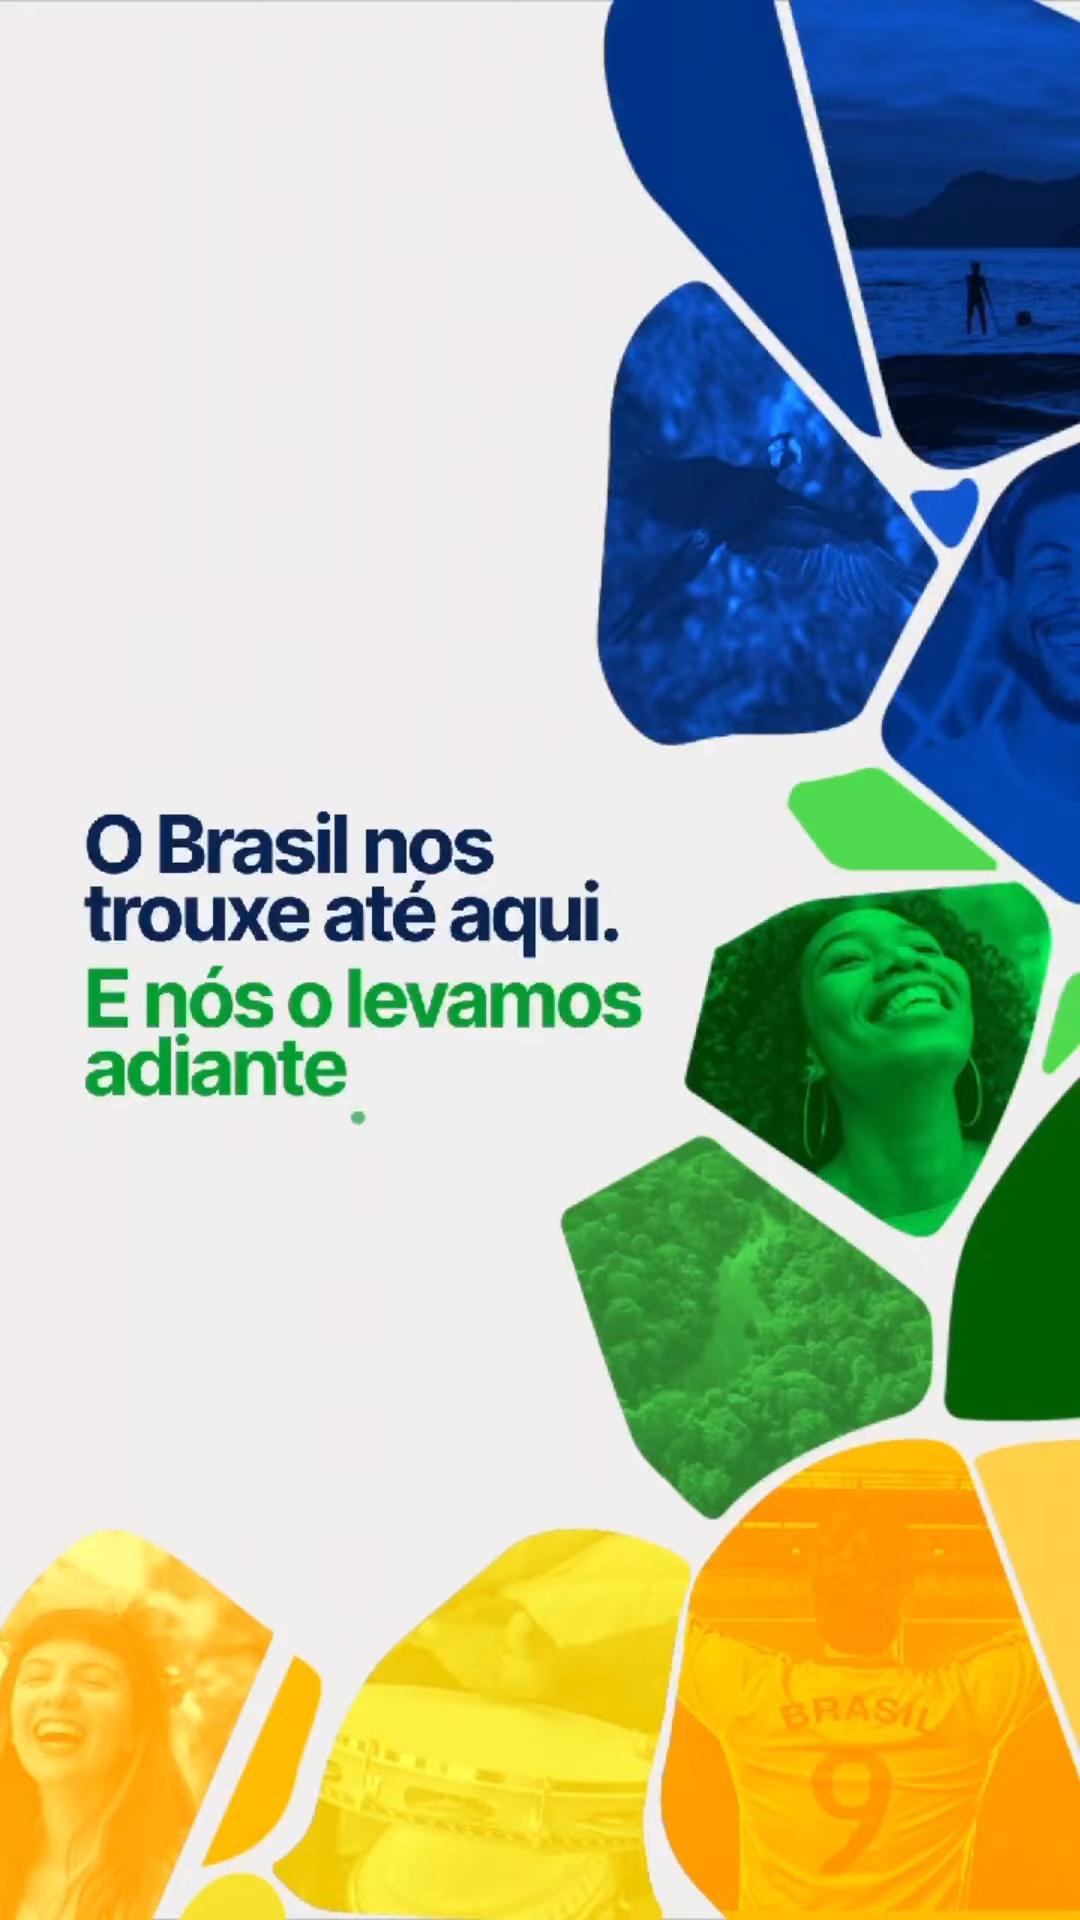 O Brasil nos
trouxe até aqui.
E nós o levamos
adiante
BRASIL
9